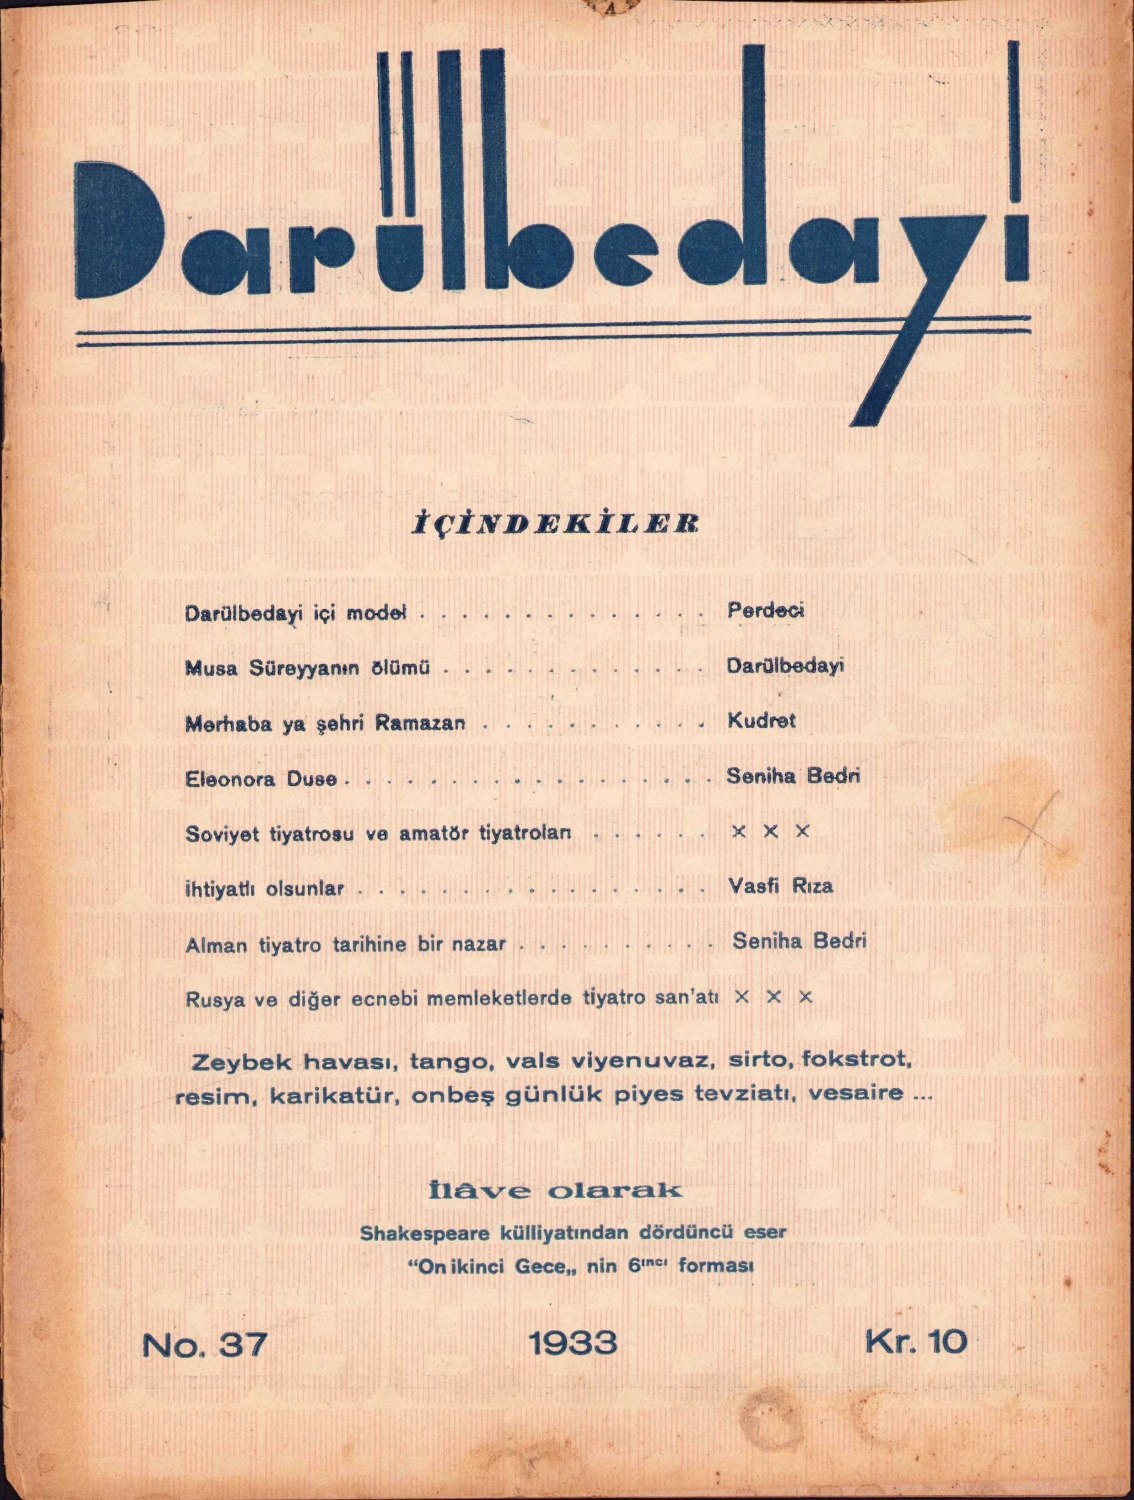 Darülbedayi
İÇİNDEKİLER
Darülbedayi içi model . . . . . . . . . . . . . . Perdeci
Musa Süreyyanın ölümü . . . . . . . . . . . . . Darülbedayi
Merhaba ya şehri Ramazan . . . . . . . . . . . Kudret
Eleonora Duse . . . . . . . . . . . . . . . . . . Seniha Bedri
Soviyet tiyatrosu ve amatör tiyatroları . . . . . . × × ×
ihtiyatlı olsunlar . . . . . . . . . . . . . . . . . Vasfi Rıza
Alman tiyatro tarihine bir nazar . . . . . . . . . . Seniha Bedri
Rusya ve diğer ecnebi memleketlerde tiyatro san'atı × × ×
Zeybek havası, tango, vals viyenuvaz, sirto, fokstrot,
resim, karikatür, onbeş günlük piyes tevziatı, vesaire ...
İlâve olarak
Shakespeare külliyatından dördüncü eser
“On ikinci Gece„ nin 6ıncı forması
No. 37 1933 Kr. 10